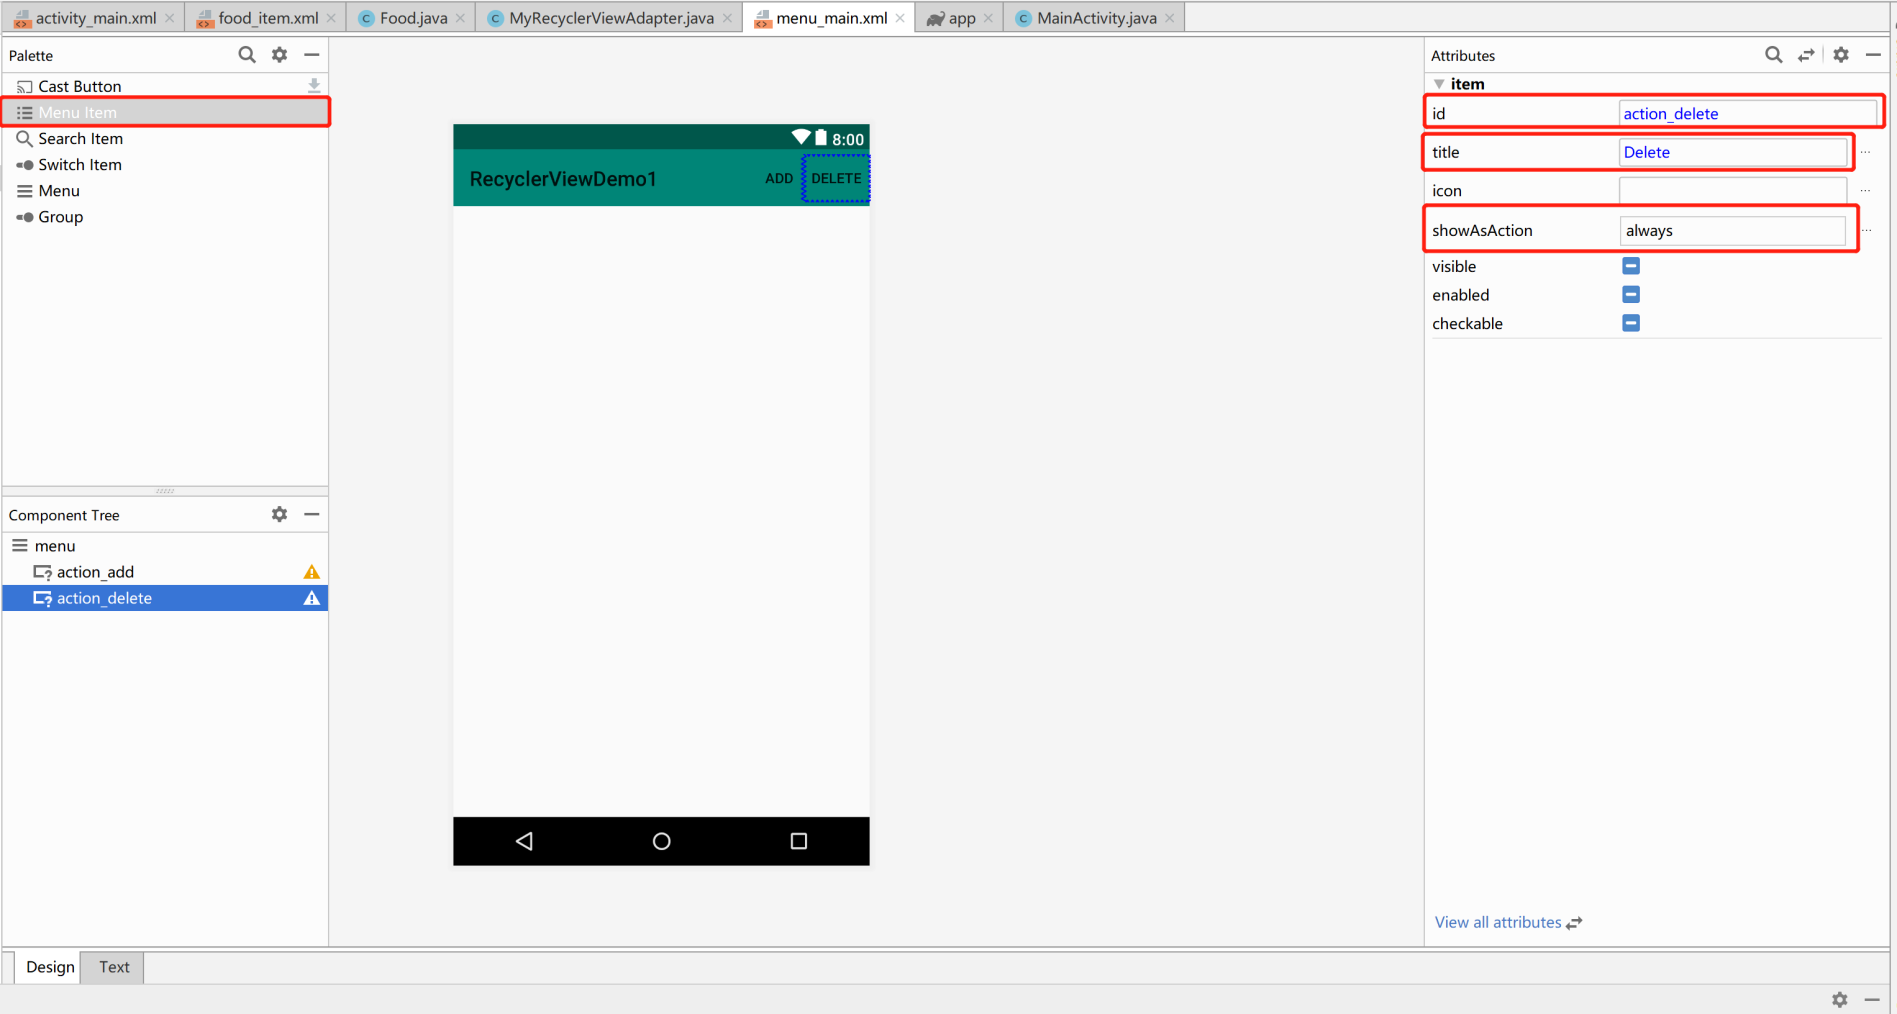 activity_main.xml food_item.xml Food.java MyRecyclerViewAdapter.java menu_main.xml app MainActivity.java
Palette
Cast Button
Menu Item
Search Item
Switch Item
Menu
Group
Component Tree
menu
action_add
action_delete
8:00
RecyclerViewDemo1 ADD DELETE
Attributes
item
id action_delete
title Delete
icon
showAsAction always
visible
enabled
checkable
View all attributes
Design Text